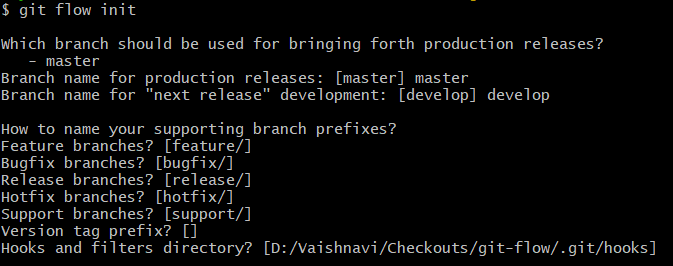 $ git flow init
Which branch should be used for bringing forth production releases?
- master
Branch name for production releases: [master] master
Branch name for "next release" development: [develop] develop
How to name your supporting branch prefixes?
Feature branches? [feature/]
Bugfix branches? [bugfix/]
Release branches? [release/]
Hotfix branches? [hotfix/]
Support branches? [support/]
Version tag prefix? []
Hooks and filters directory? [D:/Vaishnavi/Checkouts/git-flow/.git/hooks]